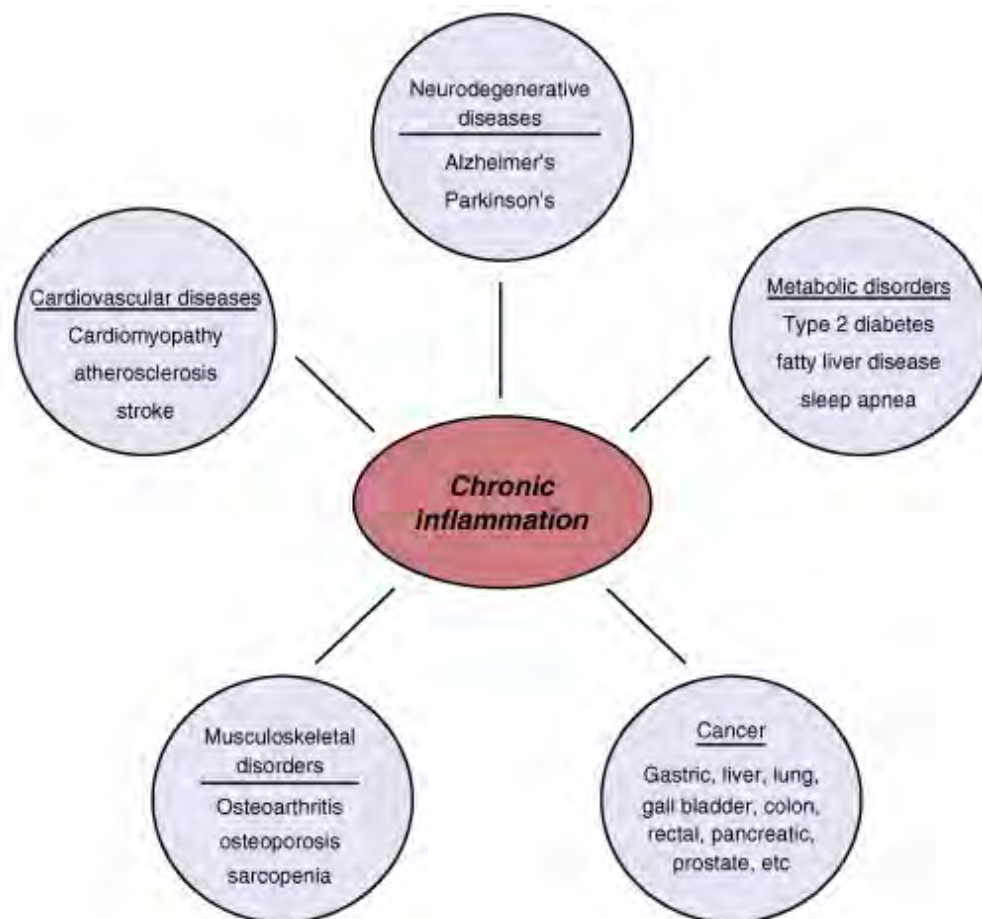 Neurodegenerative
diseases
Alzheimer's
Parkinson's
Cardiovascular diseases
Cardiomyopathy
atherosclerosis
stroke
Metabolic disorders
Type 2 diabetes
fatty liver disease
sleep apnea
Chronic
inflammation
Musculoskeletal
disorders
Osteoarthritis
osteoporosis
sarcopenia
Cancer
Gastric, liver, lung,
gall bladder, colon,
rectal, pancreatic,
prostate, etc